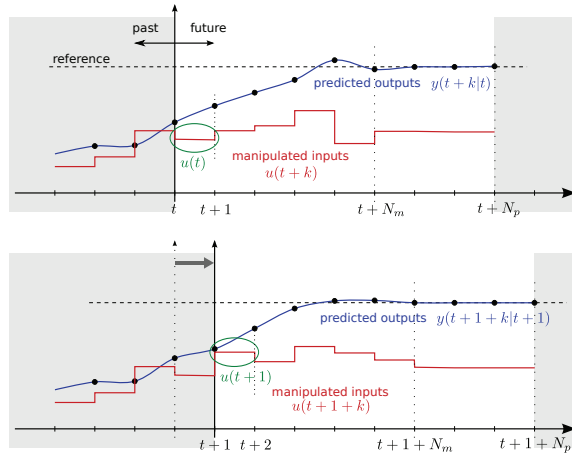 past future
reference
predicted outputs y(t+k|t)
u(t)
manipulated inputs
u(t+k)
t t+1 t+N_m t+N_p
predicted outputs y(t+1+k|t+1)
u(t+1)
manipulated inputs
u(t+1+k)
t+1 t+2 t+1+N_m t+1+N_p